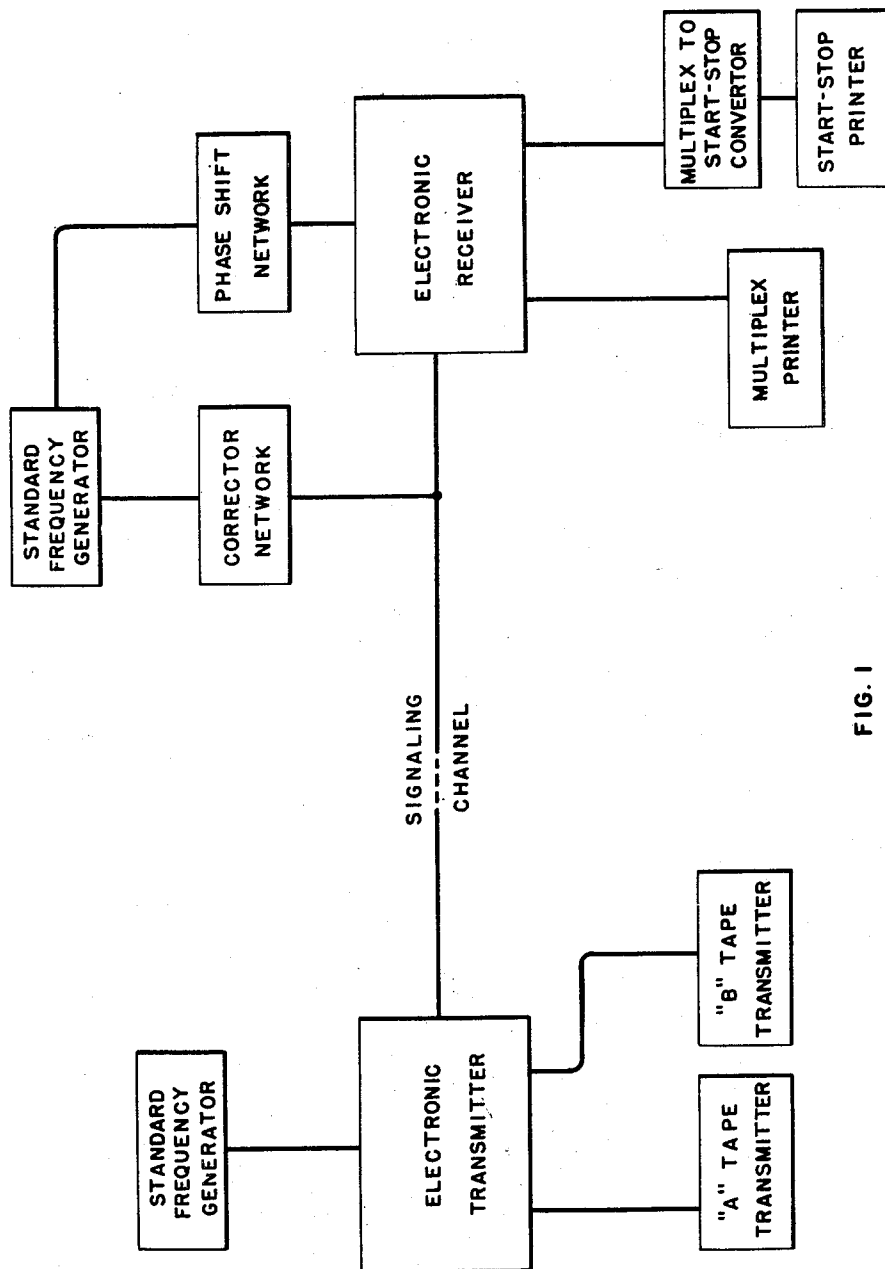 STANDARD
FREQUENCY
GENERATOR
STANDARD
FREQUENCY
GENERATOR
CORRECTOR
NETWORK
PHASE SHIFT
NETWORK
ELECTRONIC
TRANSMITTER
SIGNALING
CHANNEL
ELECTRONIC
RECEIVER
"A" TAPE
TRANSMITTER
"B" TAPE
TRANSMITTER
MULTIPLEX
PRINTER
MULTIPLEX TO
START-STOP
CONVERTOR
START-STOP
PRINTER
FIG. 1